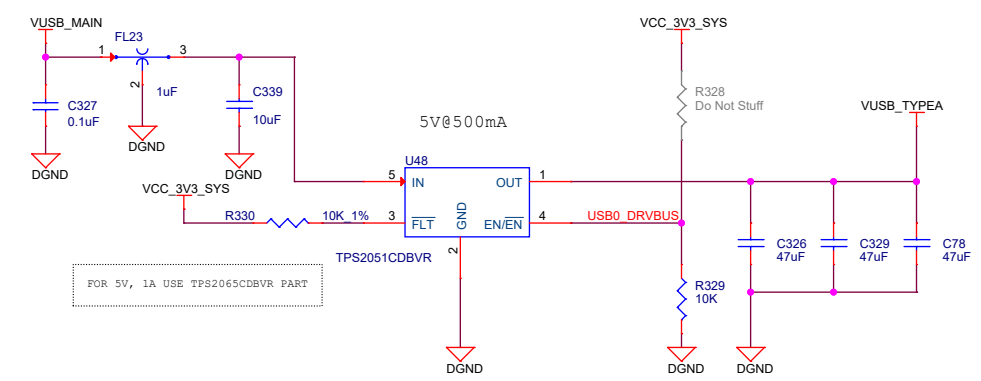 VUSB_MAIN
VCC_3V3_SYS
FL23
1
3
2
1uF
C327
0.1uF
C339
10uF
R328
Do Not Stuff
VUSB_TYPEA
5V@500mA
DGND
DGND
DGND
U48
5
IN
OUT
1
VCC_3V3_SYS
R330
10K_1%
3
FLT
GND
EN/EN
4
USB0_DRVBUS
2
TPS2051CDBVR
C326
47uF
C329
47uF
C78
47uF
FOR 5V, 1A USE TPS2065CDBVR PART
R329
10K
DGND
DGND
DGND